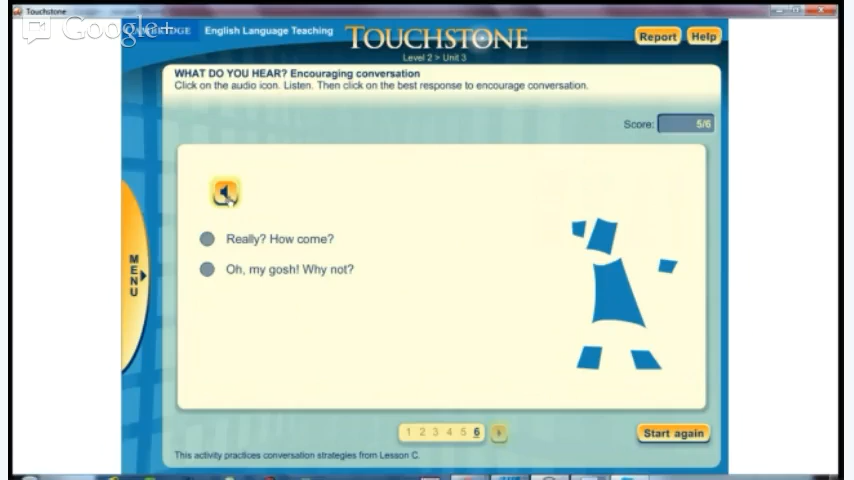 Touchstone
Google+
CAMBRIDGE English Language Teaching
TOUCHSTONE
Level 2 > Unit 3
Report
Help
WHAT DO YOU HEAR? Encouraging conversation
Click on the audio icon. Listen. Then click on the best response to encourage conversation.
Score: 5/6
Really? How come?
Oh, my gosh! Why not?
MENU
1 2 3 4 5 6
Start again
This activity practices conversation strategies from Lesson C.